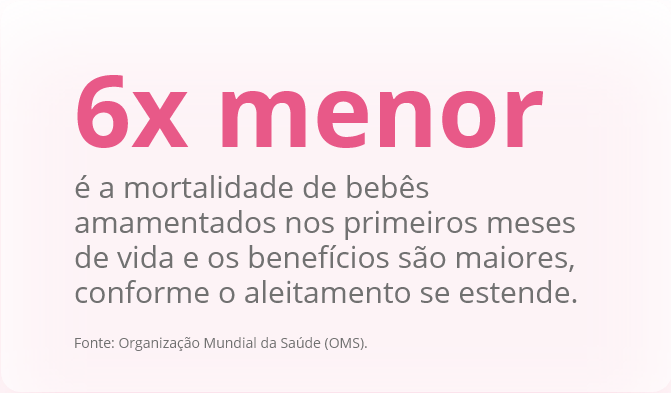 6x menor
é a mortalidade de bebês
amamentados nos primeiros meses
de vida e os benefícios são maiores,
conforme o aleitamento se estende.
Fonte: Organização Mundial da Saúde (OMS).